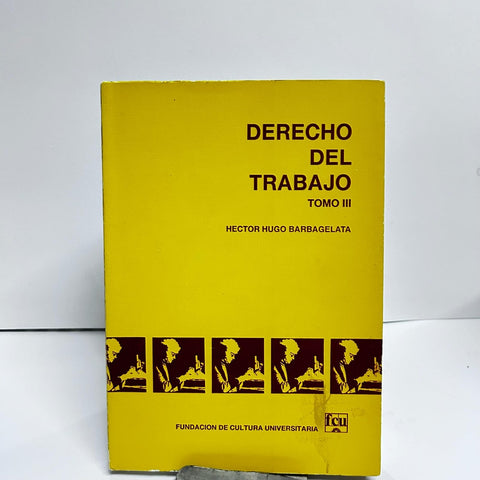 DERECHO
DEL
TRABAJO
TOMO III
HECTOR HUGO BARBAGELATA
fcu
FUNDACION DE CULTURA UNIVERSITARIA